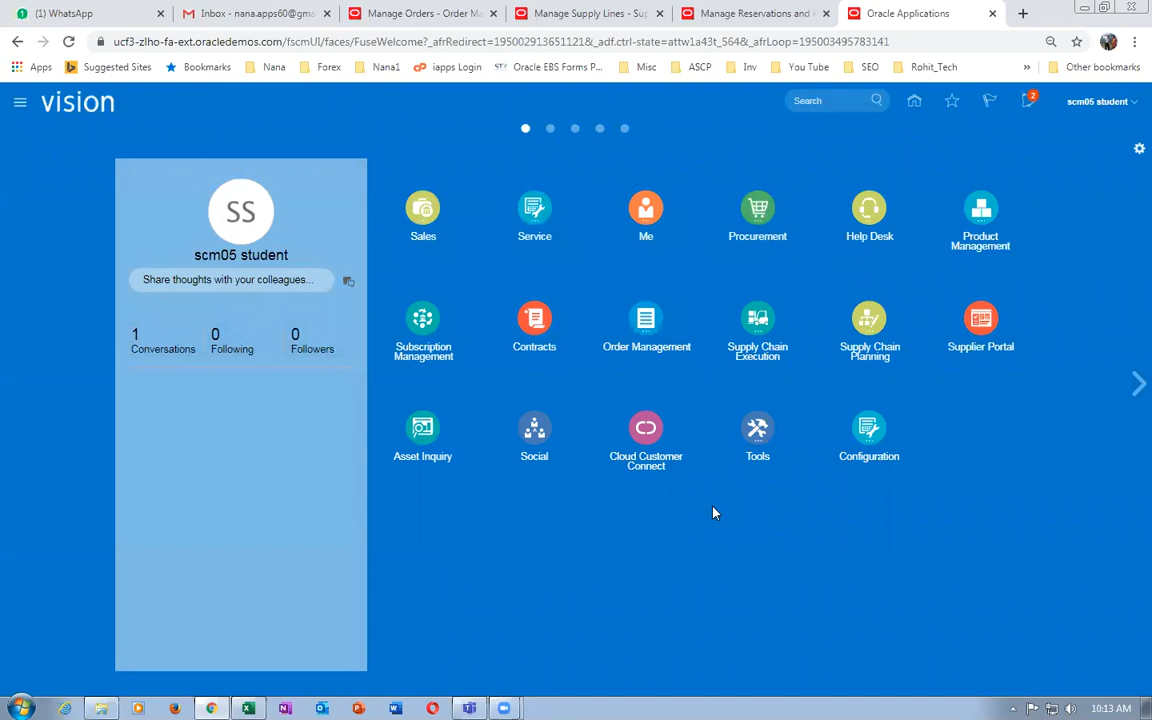 (1) WhatsApp
Inbox - nana.apps60@gma
Manage Orders - Order Ma
Manage Supply Lines - Sup
Manage Reservations and
Oracle Applications
ucf3-zlho-fa-ext.oracledemos.com/fscmUI/faces/FuseWelcome?_afrRedirect=195002913651121&_adf.ctrl-state=attw1a43t_564&_afrLoop=195003495783141
Apps
Suggested Sites
Bookmarks
Nana
Forex
Nana1
iapps Login
Oracle EBS Forms P...
Misc
ASCP
Inv
You Tube
SEO
Rohit_Tech
»
Other bookmarks
vision
Search
2
scm05 student
SS
scm05 student
Share thoughts with your colleagues...
1
Conversations
0
Following
0
Followers
Sales
Service
Me
Procurement
Help Desk
Product
Management
Subscription
Management
Contracts
Order Management
Supply Chain
Execution
Supply Chain
Planning
Supplier Portal
Asset Inquiry
Social
Cloud Customer
Connect
Tools
Configuration
10:13 AM